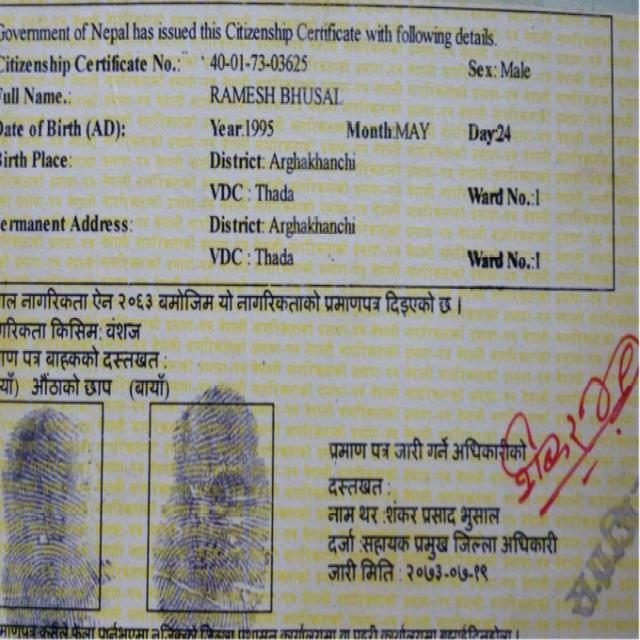 Government of Nepal has issued this Citizenship Certificate with following details.
Citizenship Certificate No.: 40-01-73-03625 Sex: Male
Full Name.: RAMESH BHUSAL
Date of Birth (AD): Year:1995 Month:MAY Day:24
Birth Place: District: Arghakhanchi
VDC : Thada Ward No.:1
Permanent Address: District: Arghakhanchi
VDC : Thada Ward No.:1
नागरिकता ऐन २०६३ बमोजिम यो नागरिकताको प्रमाणपत्र दिइएको छ ।
किसिम: वंशज
पत्र बाहकको दस्तखत :
औंठाको छाप (बायाँ)
प्रमाण पत्र जारी गर्ने अधिकारीको
दस्तखत :
नाम थर :शंकर प्रसाद भुसाल
दर्जा :सहायक प्रमुख जिल्ला अधिकारी
जारी मिति : २०७३-०७-१९